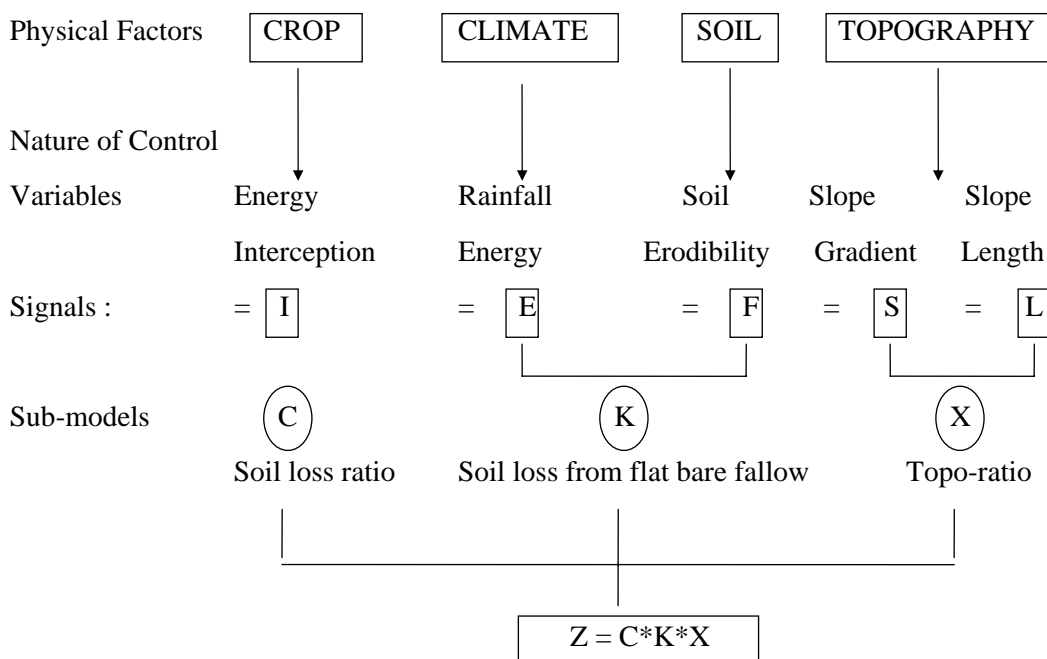 Physical Factors CROP CLIMATE SOIL TOPOGRAPHY
Nature of Control
Variables Energy Rainfall Soil Slope Slope
Interception Energy Erodibility Gradient Length
Signals : = I = E = F = S = L
Sub-models C K X
Soil loss ratio Soil loss from flat bare fallow Topo-ratio
Z = C*K*X